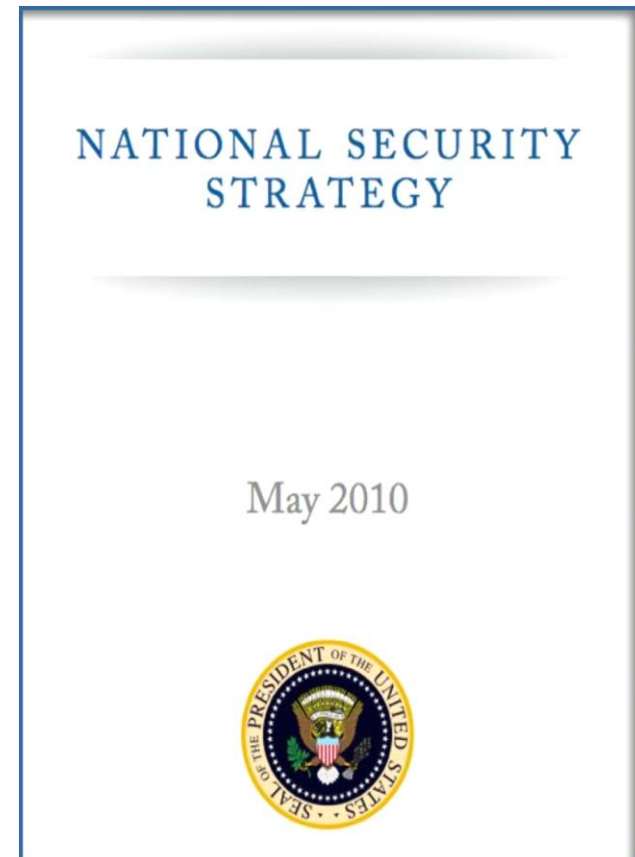 NATIONAL SECURITY
STRATEGY
May 2010
SEAL OF THE PRESIDENT OF THE UNITED STATES